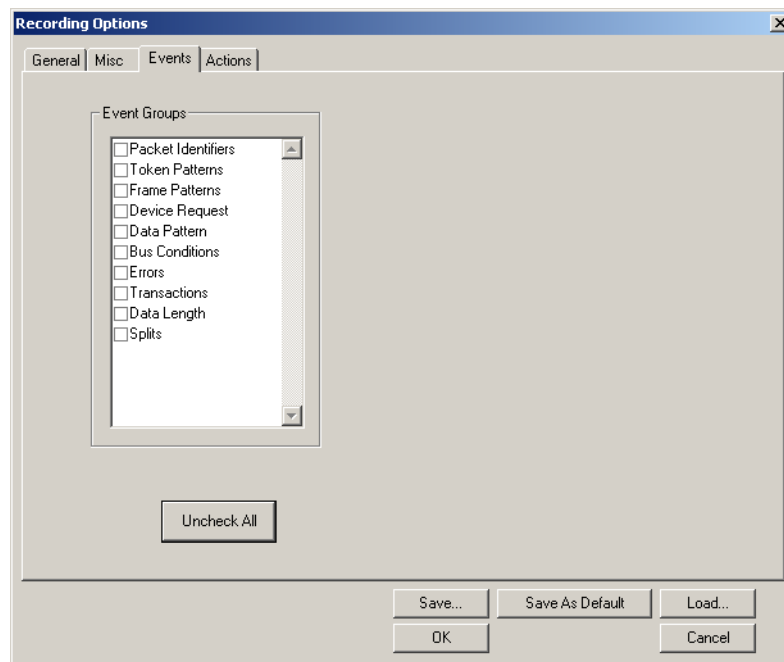 Recording Options
General Misc Events Actions
Event Groups
Packet Identifiers
Token Patterns
Frame Patterns
Device Request
Data Pattern
Bus Conditions
Errors
Transactions
Data Length
Splits
Uncheck All
Save... Save As Default Load...
OK Cancel